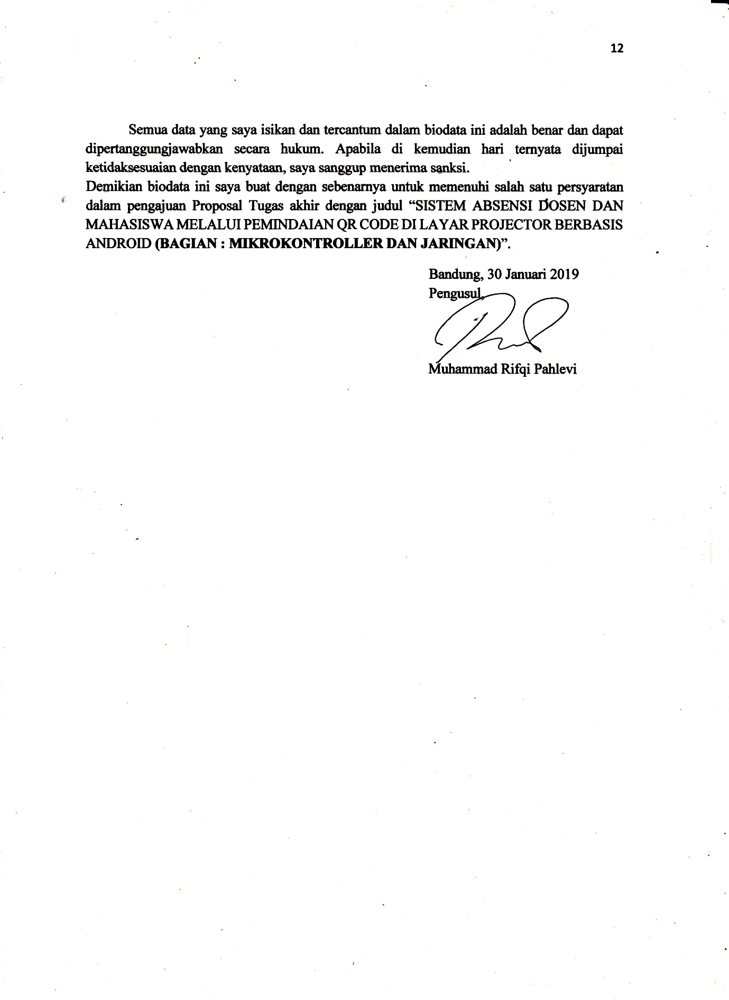 12
Semua data yang saya isikan dan tercantum dalam biodata ini adalah benar dan dapat
dipertanggungjawabkan secara hukum. Apabila di kemudian hari ternyata dijumpai
ketidaksesuaian dengan kenyataan, saya sanggup menerima sanksi.
Demikian biodata ini saya buat dengan sebenarnya untuk memenuhi salah satu persyaratan
dalam pengajuan Proposal Tugas akhir dengan judul “SISTEM ABSENSI DOSEN DAN
MAHASISWA MELALUI PEMINDAIAN QR CODE DI LAYAR PROJECTOR BERBASIS
ANDROID (BAGIAN : MIKROKONTROLLER DAN JARINGAN)”.
Bandung, 30 Januari 2019
Pengusul,
Muhammad Rifqi Pahlevi